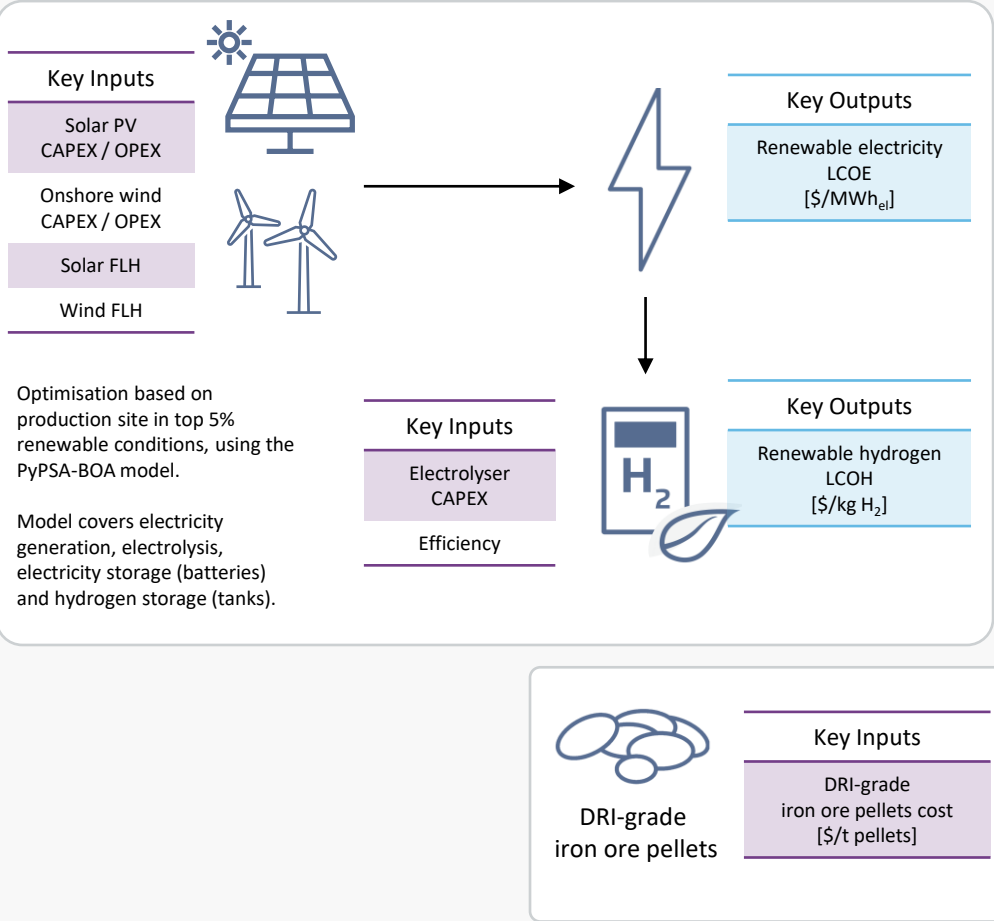 Key Inputs
Solar PV
CAPEX / OPEX
Onshore wind
CAPEX / OPEX
Solar FLH
Wind FLH
Key Outputs
Renewable electricity
LCOE
[$/MWhₑₗ]
Optimisation based on
production site in top 5%
renewable conditions, using the
PyPSA-BOA model.
Model covers electricity
generation, electrolysis,
electricity storage (batteries)
and hydrogen storage (tanks).
Key Inputs
Electrolyser
CAPEX
Efficiency
H₂
Key Outputs
Renewable hydrogen
LCOH
[$/kg H₂]
DRI-grade
iron ore pellets
Key Inputs
DRI-grade
iron ore pellets cost
[$/t pellets]